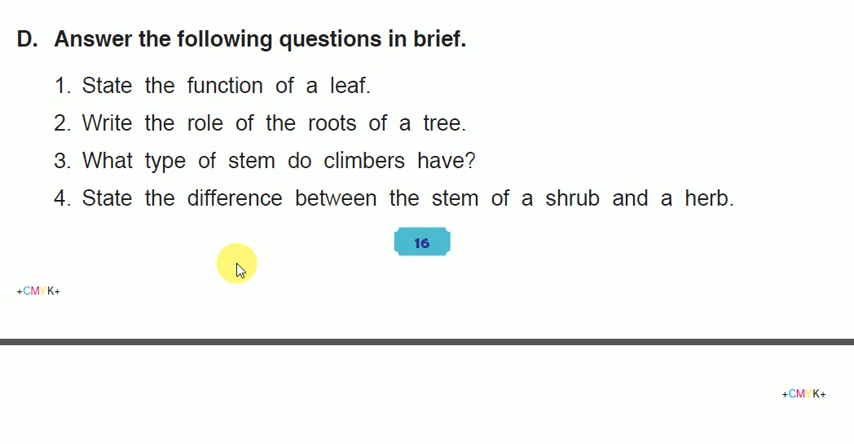 D. Answer the following questions in brief.
1. State the function of a leaf.
2. Write the role of the roots of a tree.
3. What type of stem do climbers have?
4. State the difference between the stem of a shrub and a herb.
16
+CMYK+
+CMYK+